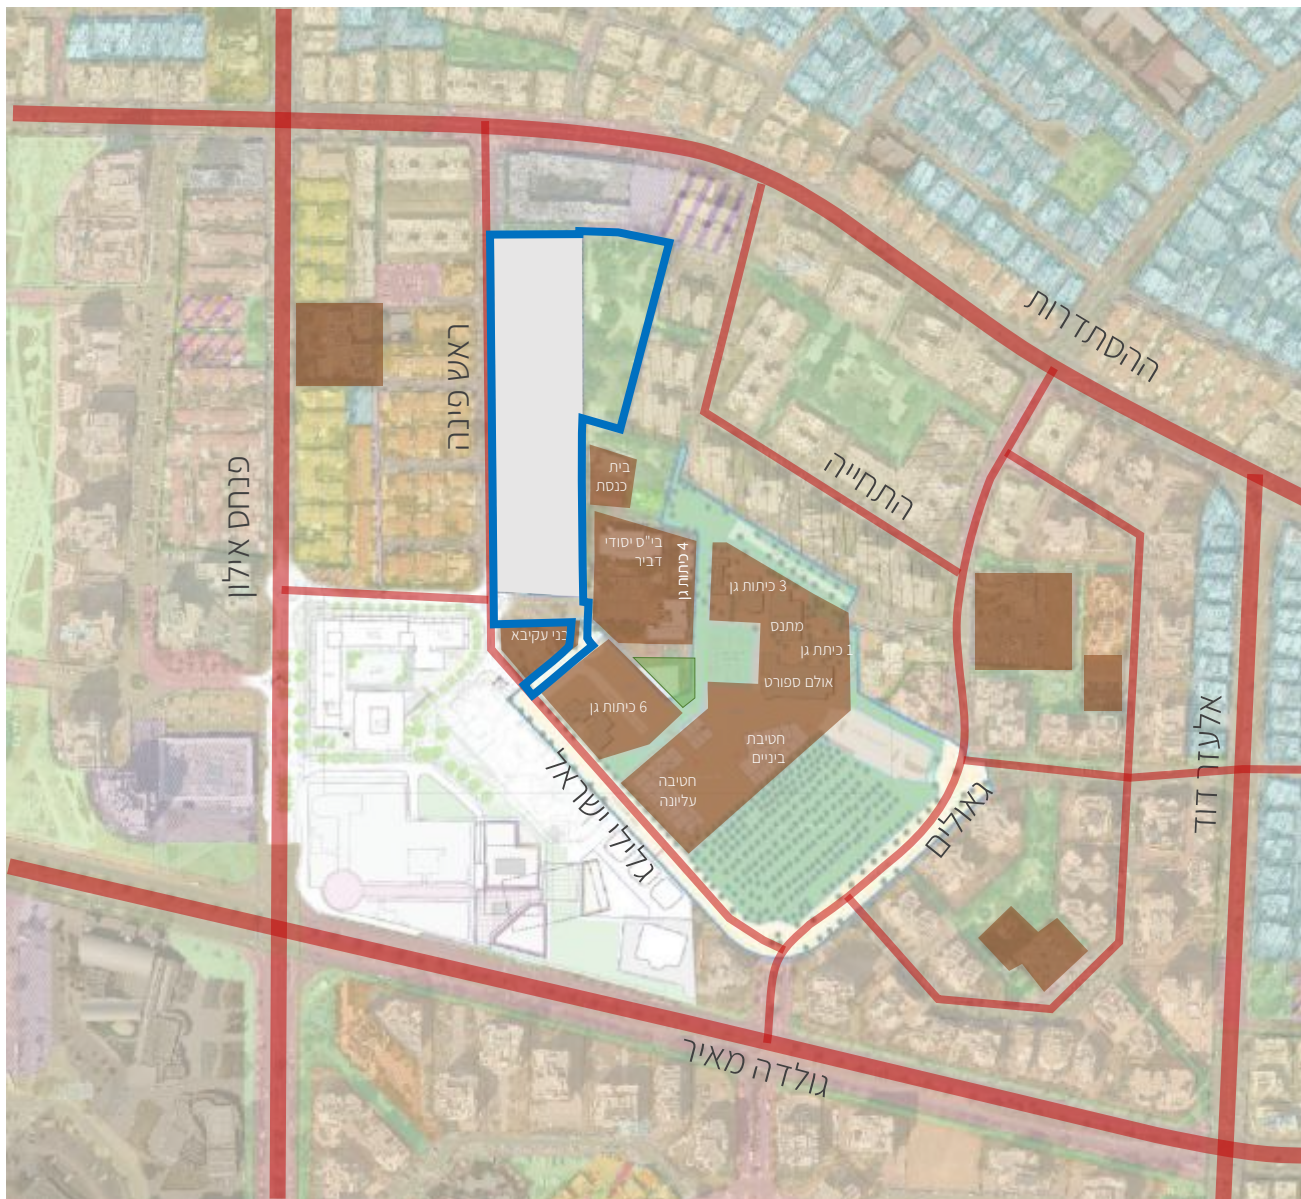 ההסתדרות
ראש פינה
פנחס אילון
התחייה
בית
כנסת
בי"ס יסודי
דביר
4 כיתות גן
3 כיתות גן
מתנס
1 כיתת גן
אולם ספורט
בני עקיבא
6 כיתות גן
חטיבת
ביניים
חטיבה
עליונה
גלילי ישראל
גאולים
אלעזר דוד
גולדה מאיר